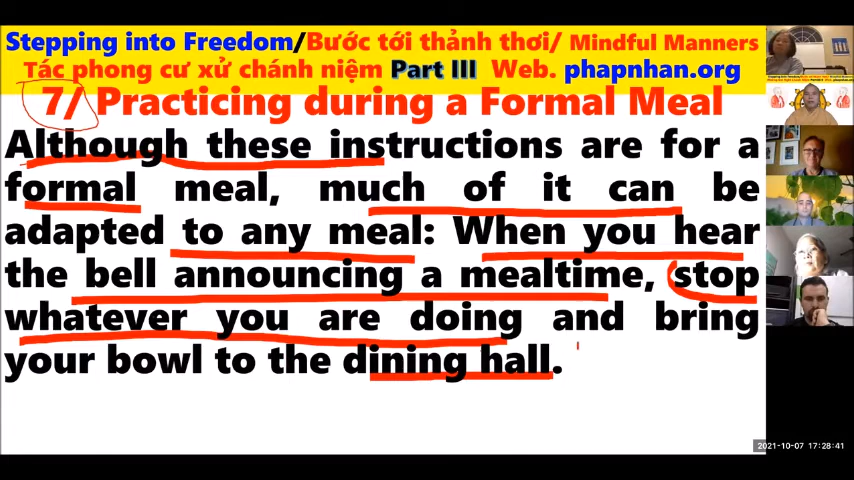 Stepping into Freedom/Bước tới thảnh thơi/ Mindful Manners
Tác phong cư xử chánh niệm Part III Web. phapnhan.org
7/ Practicing during a Formal Meal
Although these instructions are for a
formal meal, much of it can be
adapted to any meal: When you hear
the bell announcing a mealtime, stop
whatever you are doing and bring
your bowl to the dining hall.
2021-10-07 17:28:41